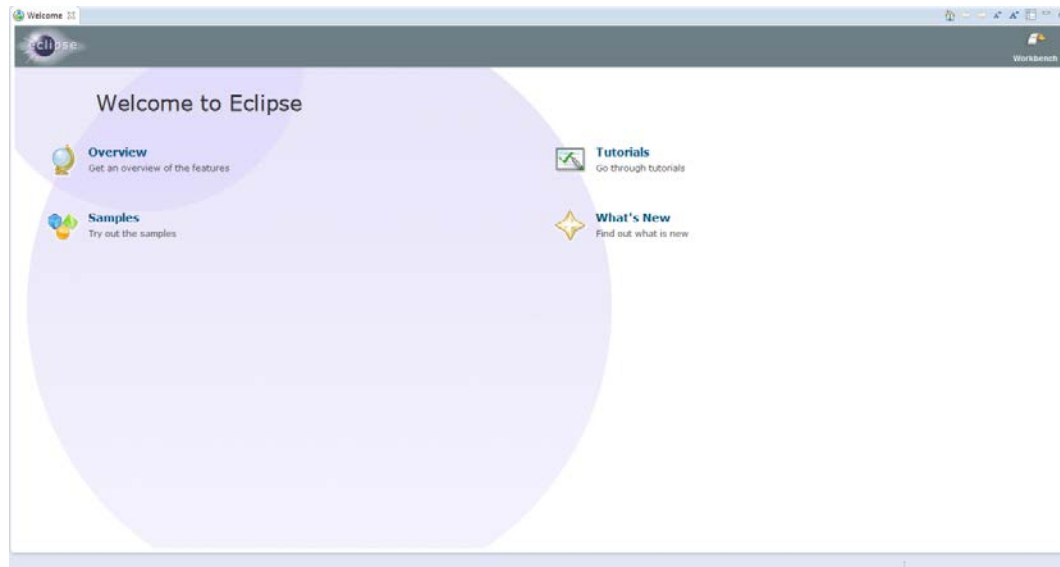 Welcome
eclipse
Workbench
Welcome to Eclipse
Overview
Get an overview of the features
Tutorials
Go through tutorials
Samples
Try out the samples
What's New
Find out what is new